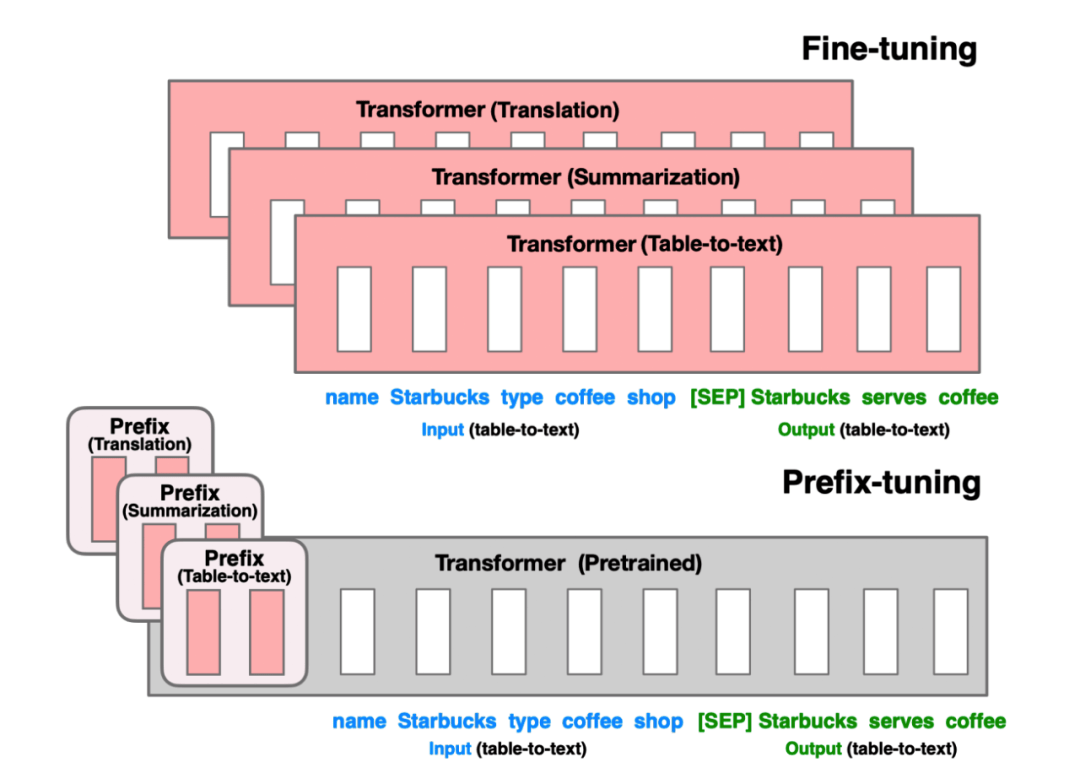 Fine-tuning
Transformer (Translation)
Transformer (Summarization)
Transformer (Table-to-text)
name Starbucks type coffee shop [SEP] Starbucks serves coffee
Input (table-to-text) Output (table-to-text)
Prefix-tuning
Prefix
(Translation)
Prefix
(Summarization)
Prefix
(Table-to-text)
Transformer (Pretrained)
name Starbucks type coffee shop [SEP] Starbucks serves coffee
Input (table-to-text) Output (table-to-text)